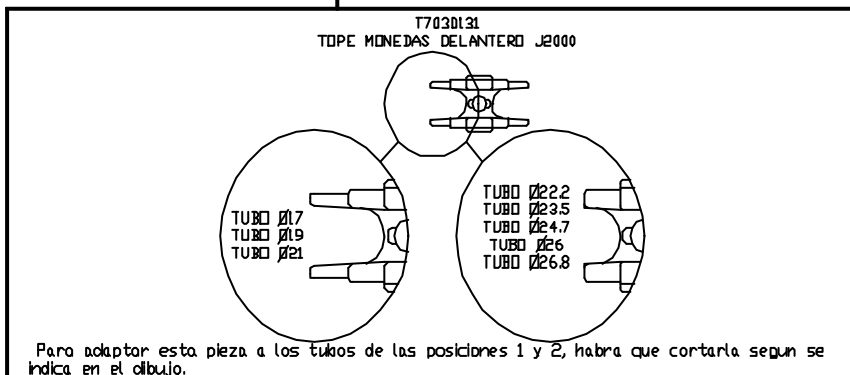 T703D131
TOPE MONEDAS DELANTERO J2000
TUBO Ø17
TUBO Ø19
TUBO Ø21
TUBO Ø22.2
TUBO Ø23.5
TUBO Ø24.7
TUBO Ø26
TUBO Ø26.8
Para adaptar esta pieza a los tubos de las posiciones 1 y 2, habra que cortarla segun se
indica en el dibujo.